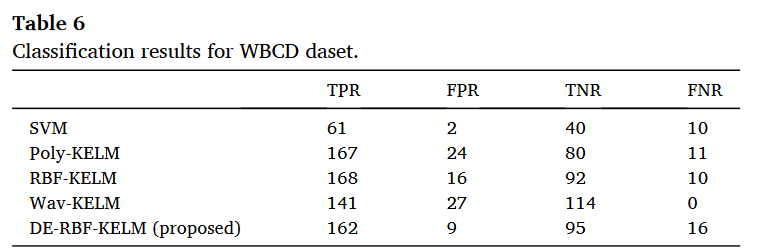 Table 6
Classification results for WBCD daset.
TPR FPR TNR FNR
SVM 61 2 40 10
Poly-KELM 167 24 80 11
RBF-KELM 168 16 92 10
Wav-KELM 141 27 114 0
DE-RBF-KELM (proposed) 162 9 95 16